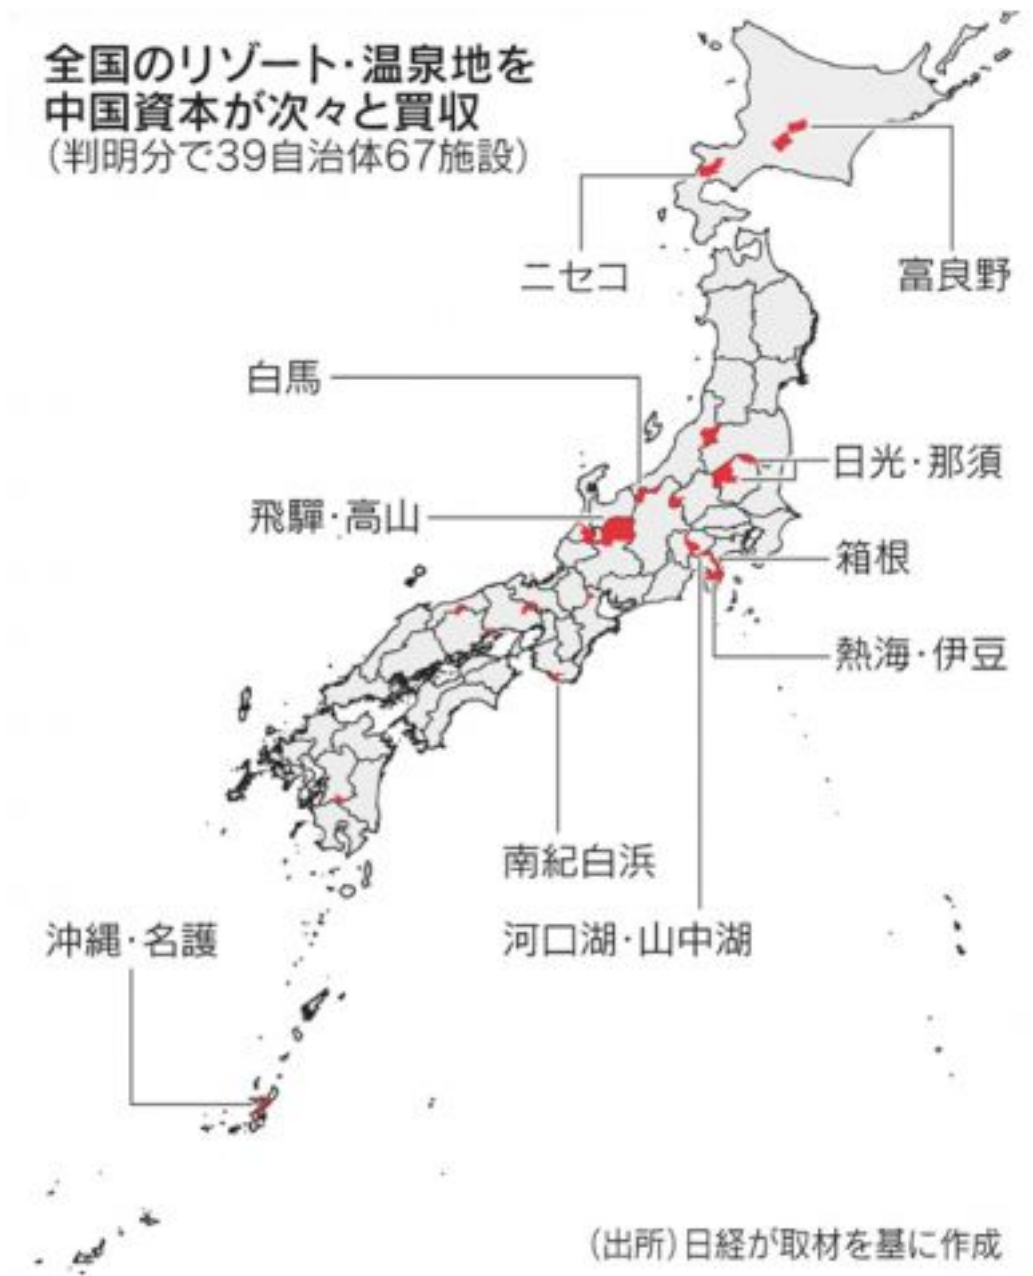 全国のリゾート・温泉地を
中国資本が次々と買収
(判明分で39自治体67施設)
ニセコ
富良野
白馬
日光・那須
飛驒・高山
箱根
熱海・伊豆
南紀白浜
沖縄・名護
河口湖・山中湖
(出所)日経が取材を基に作成